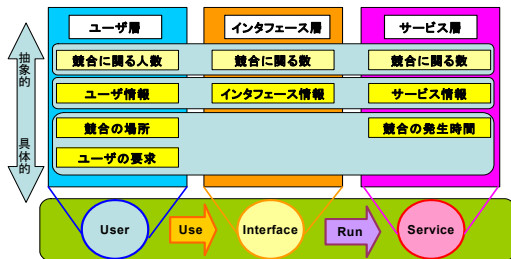 ユーザ層
インタフェース層
サービス層
抽象的
具体的
競合に関る人数
競合に関る数
競合に関る数
ユーザ情報
インタフェース情報
サービス情報
競合の場所
競合の発生時間
ユーザの要求
User
Use
Interface
Run
Service